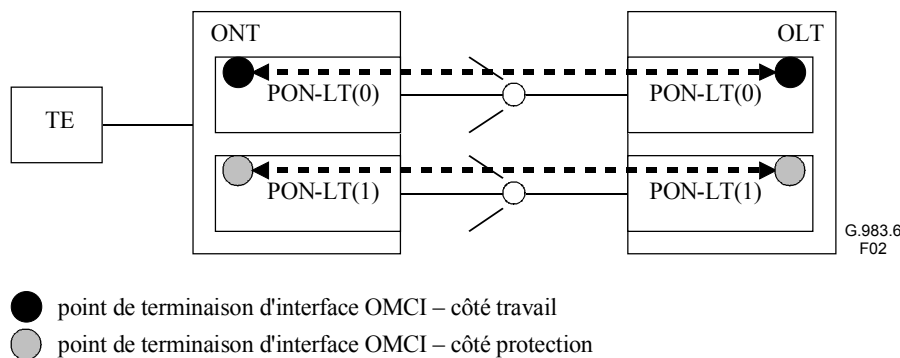 ONT
OLT
PON-LT(0)
PON-LT(0)
TE
PON-LT(1)
PON-LT(1)
G.983.6
F02
point de terminaison d'interface OMCI – côté travail
point de terminaison d'interface OMCI – côté protection